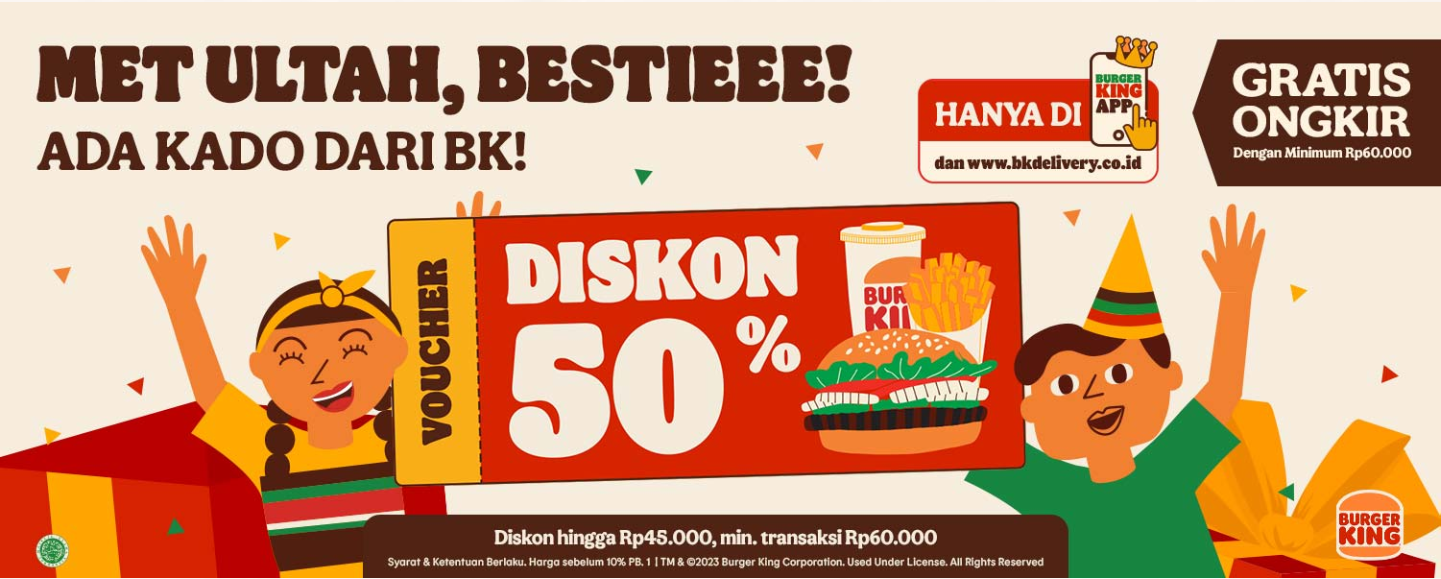 MET ULTAH, BESTIEEE!
ADA KADO DARI BK!
HANYA DI
BURGER
KING
APP
dan www.bkdelivery.co.id
GRATIS
ONGKIR
Dengan Minimum Rp60.000
VOUCHER
DISKON
50%
Diskon hingga Rp45.000, min. transaksi Rp60.000
Syarat & Ketentuan Berlaku. Harga sebelum 10% PB. 1 | TM & ©2023 Burger King Corporation. Used Under License. All Rights Reserved
BURGER
KING